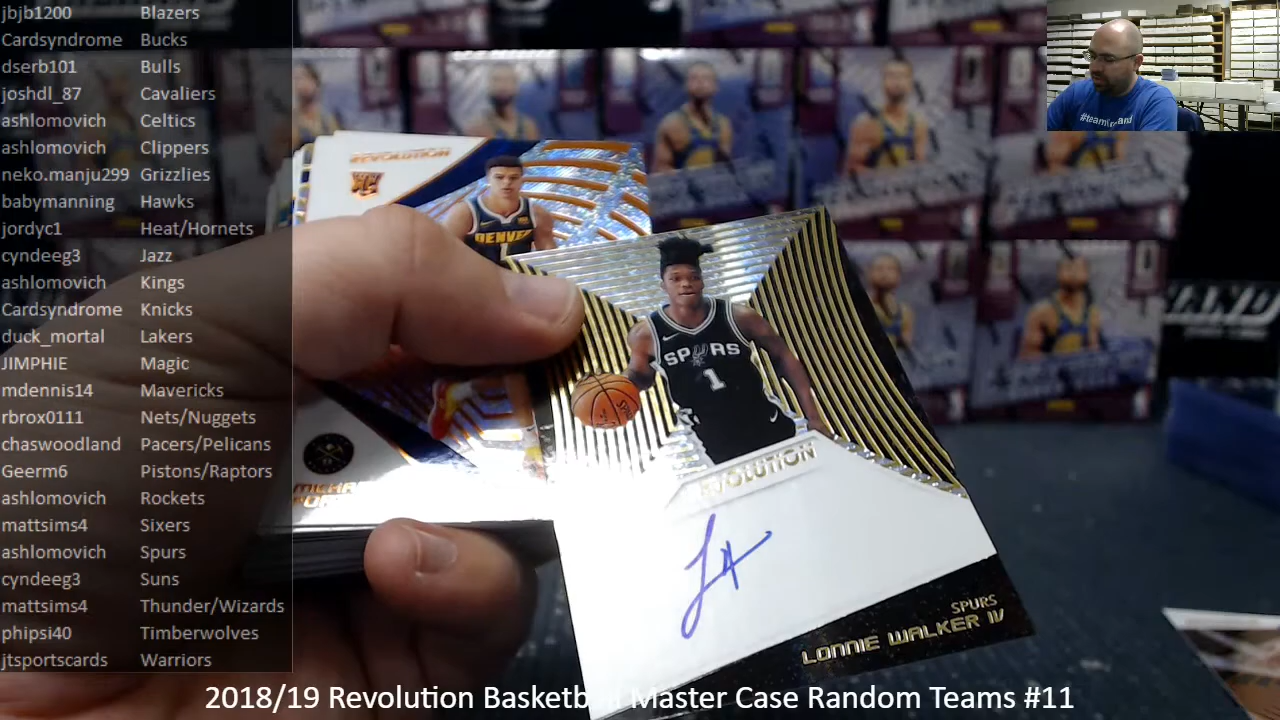 jbjb1200 Blazers
Cardsyndrome Bucks
dserb101 Bulls
joshdl_87 Cavaliers
ashlomovich Celtics
ashlomovich Clippers
neko.manju299 Grizzlies
babymanning Hawks
jordyc1 Heat/Hornets
cyndeeg3 Jazz
ashlomovich Kings
Cardsyndrome Knicks
duck_mortal Lakers
JIMPHIE Magic
mdennis14 Mavericks
rbrox0111 Nets/Nuggets
chaswoodland Pacers/Pelicans
Geerm6 Pistons/Raptors
ashlomovich Rockets
mattsims4 Sixers
ashlomovich Spurs
cyndeeg3 Suns
mattsims4 Thunder/Wizards
phipsi40 Timberwolves
jtsportscards Warriors
REVOLUTION
DENVER
1
SPURS
1
REVOLUTION
SPURS
LONNIE WALKER IV
2018/19 Revolution Basketball Master Case Random Teams #11